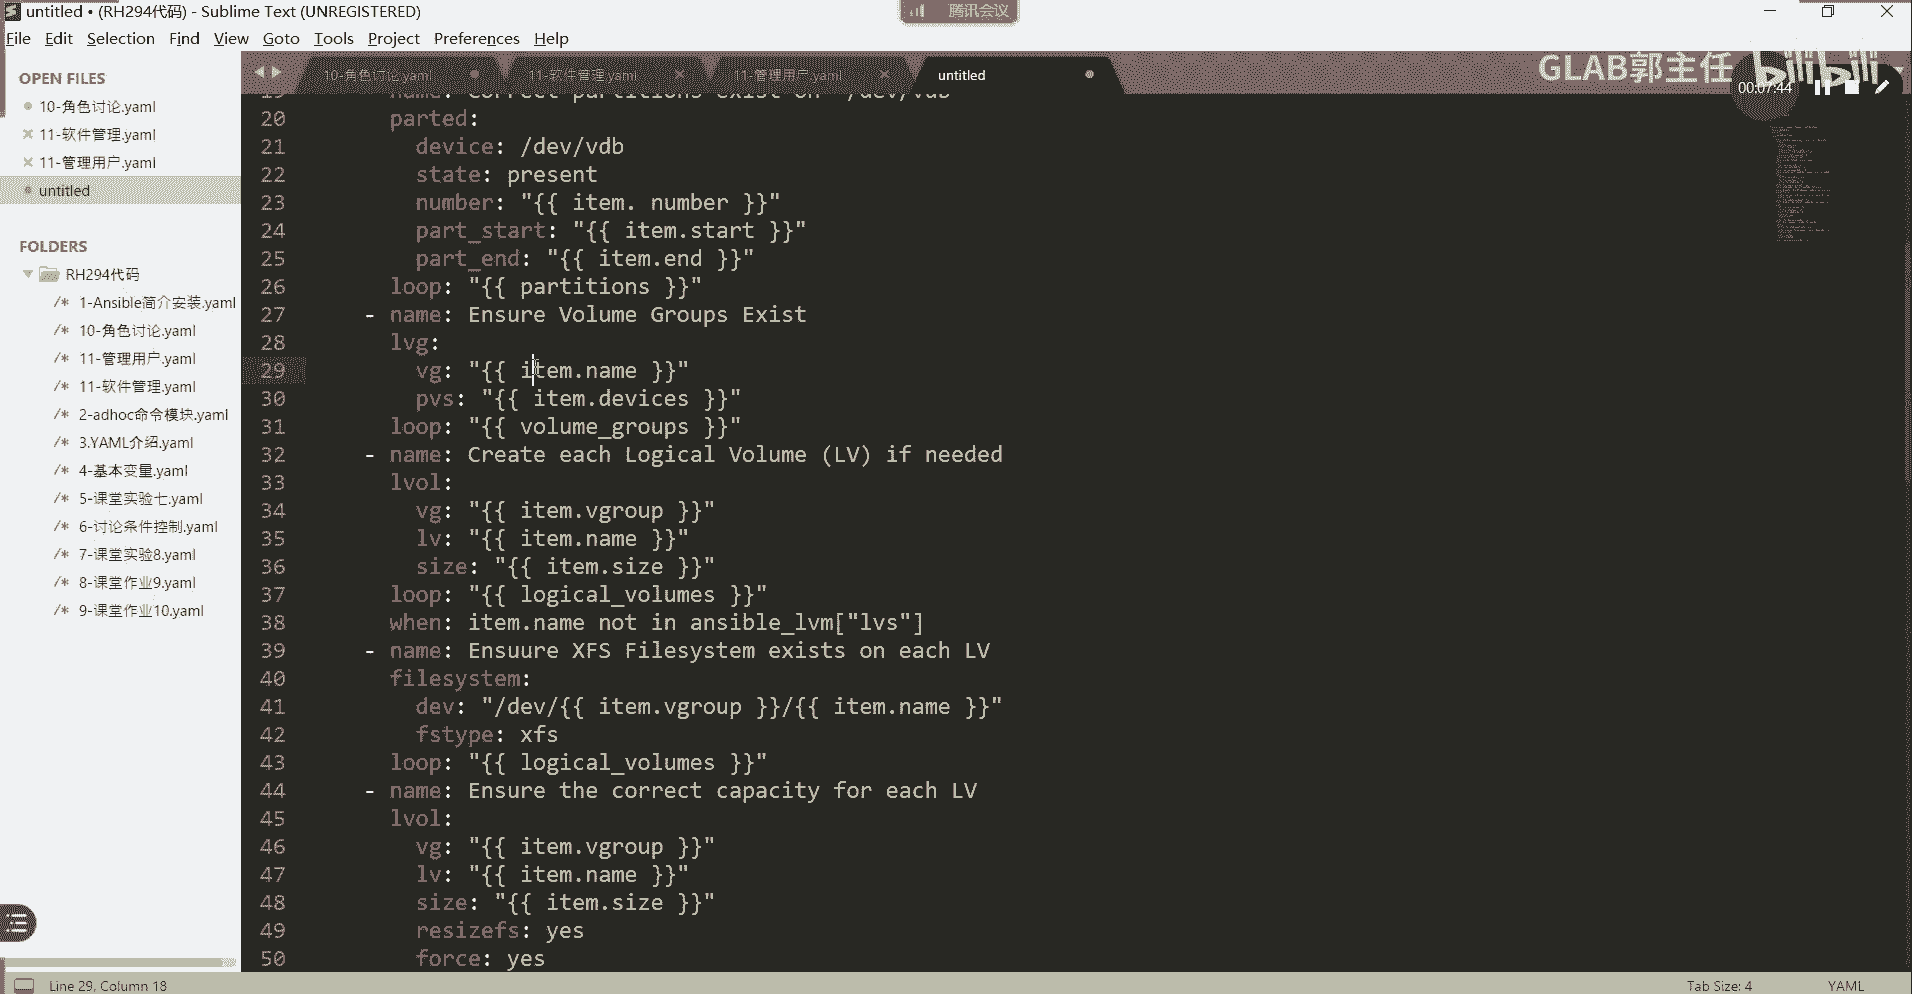 untitled • (RH294代码) - Sublime Text (UNREGISTERED)
腾讯会议
File Edit Selection Find View Goto Tools Project Preferences Help
OPEN FILES
10-角色讨论.yaml
11-软件管理.yaml
11-管理用户.yaml
untitled
FOLDERS
RH294代码
/* 1-Ansible简介安装.yaml
/* 10-角色讨论.yaml
/* 11-管理用户.yaml
/* 11-软件管理.yaml
/* 2-adhoc命令模块.yaml
/* 3.YAML介绍.yaml
/* 4-基本变量.yaml
/* 5-课堂实验七.yaml
/* 6-讨论条件控制.yaml
/* 7-课堂实验8.yaml
/* 8-课堂作业9.yaml
/* 9-课堂作业10.yaml
10-角色讨论.yaml 11-软件管理.yaml 11-管理用户.yaml untitled
GLAB郭主任 bilibili
00:07:44
19 name: Correct partitions exist on /dev/vdb
20 parted:
21 device: /dev/vdb
22 state: present
23 number: "{{ item. number }}"
24 part_start: "{{ item.start }}"
25 part_end: "{{ item.end }}"
26 loop: "{{ partitions }}"
27 - name: Ensure Volume Groups Exist
28 lvg:
29 vg: "{{ item.name }}"
30 pvs: "{{ item.devices }}"
31 loop: "{{ volume_groups }}"
32 - name: Create each Logical Volume (LV) if needed
33 lvol:
34 vg: "{{ item.vgroup }}"
35 lv: "{{ item.name }}"
36 size: "{{ item.size }}"
37 loop: "{{ logical_volumes }}"
38 when: item.name not in ansible_lvm["lvs"]
39 - name: Ensuure XFS Filesystem exists on each LV
40 filesystem:
41 dev: "/dev/{{ item.vgroup }}/{{ item.name }}"
42 fstype: xfs
43 loop: "{{ logical_volumes }}"
44 - name: Ensure the correct capacity for each LV
45 lvol:
46 vg: "{{ item.vgroup }}"
47 lv: "{{ item.name }}"
48 size: "{{ item.size }}"
49 resizefs: yes
50 force: yes
Line 29, Column 18
Tab Size: 4
YAML